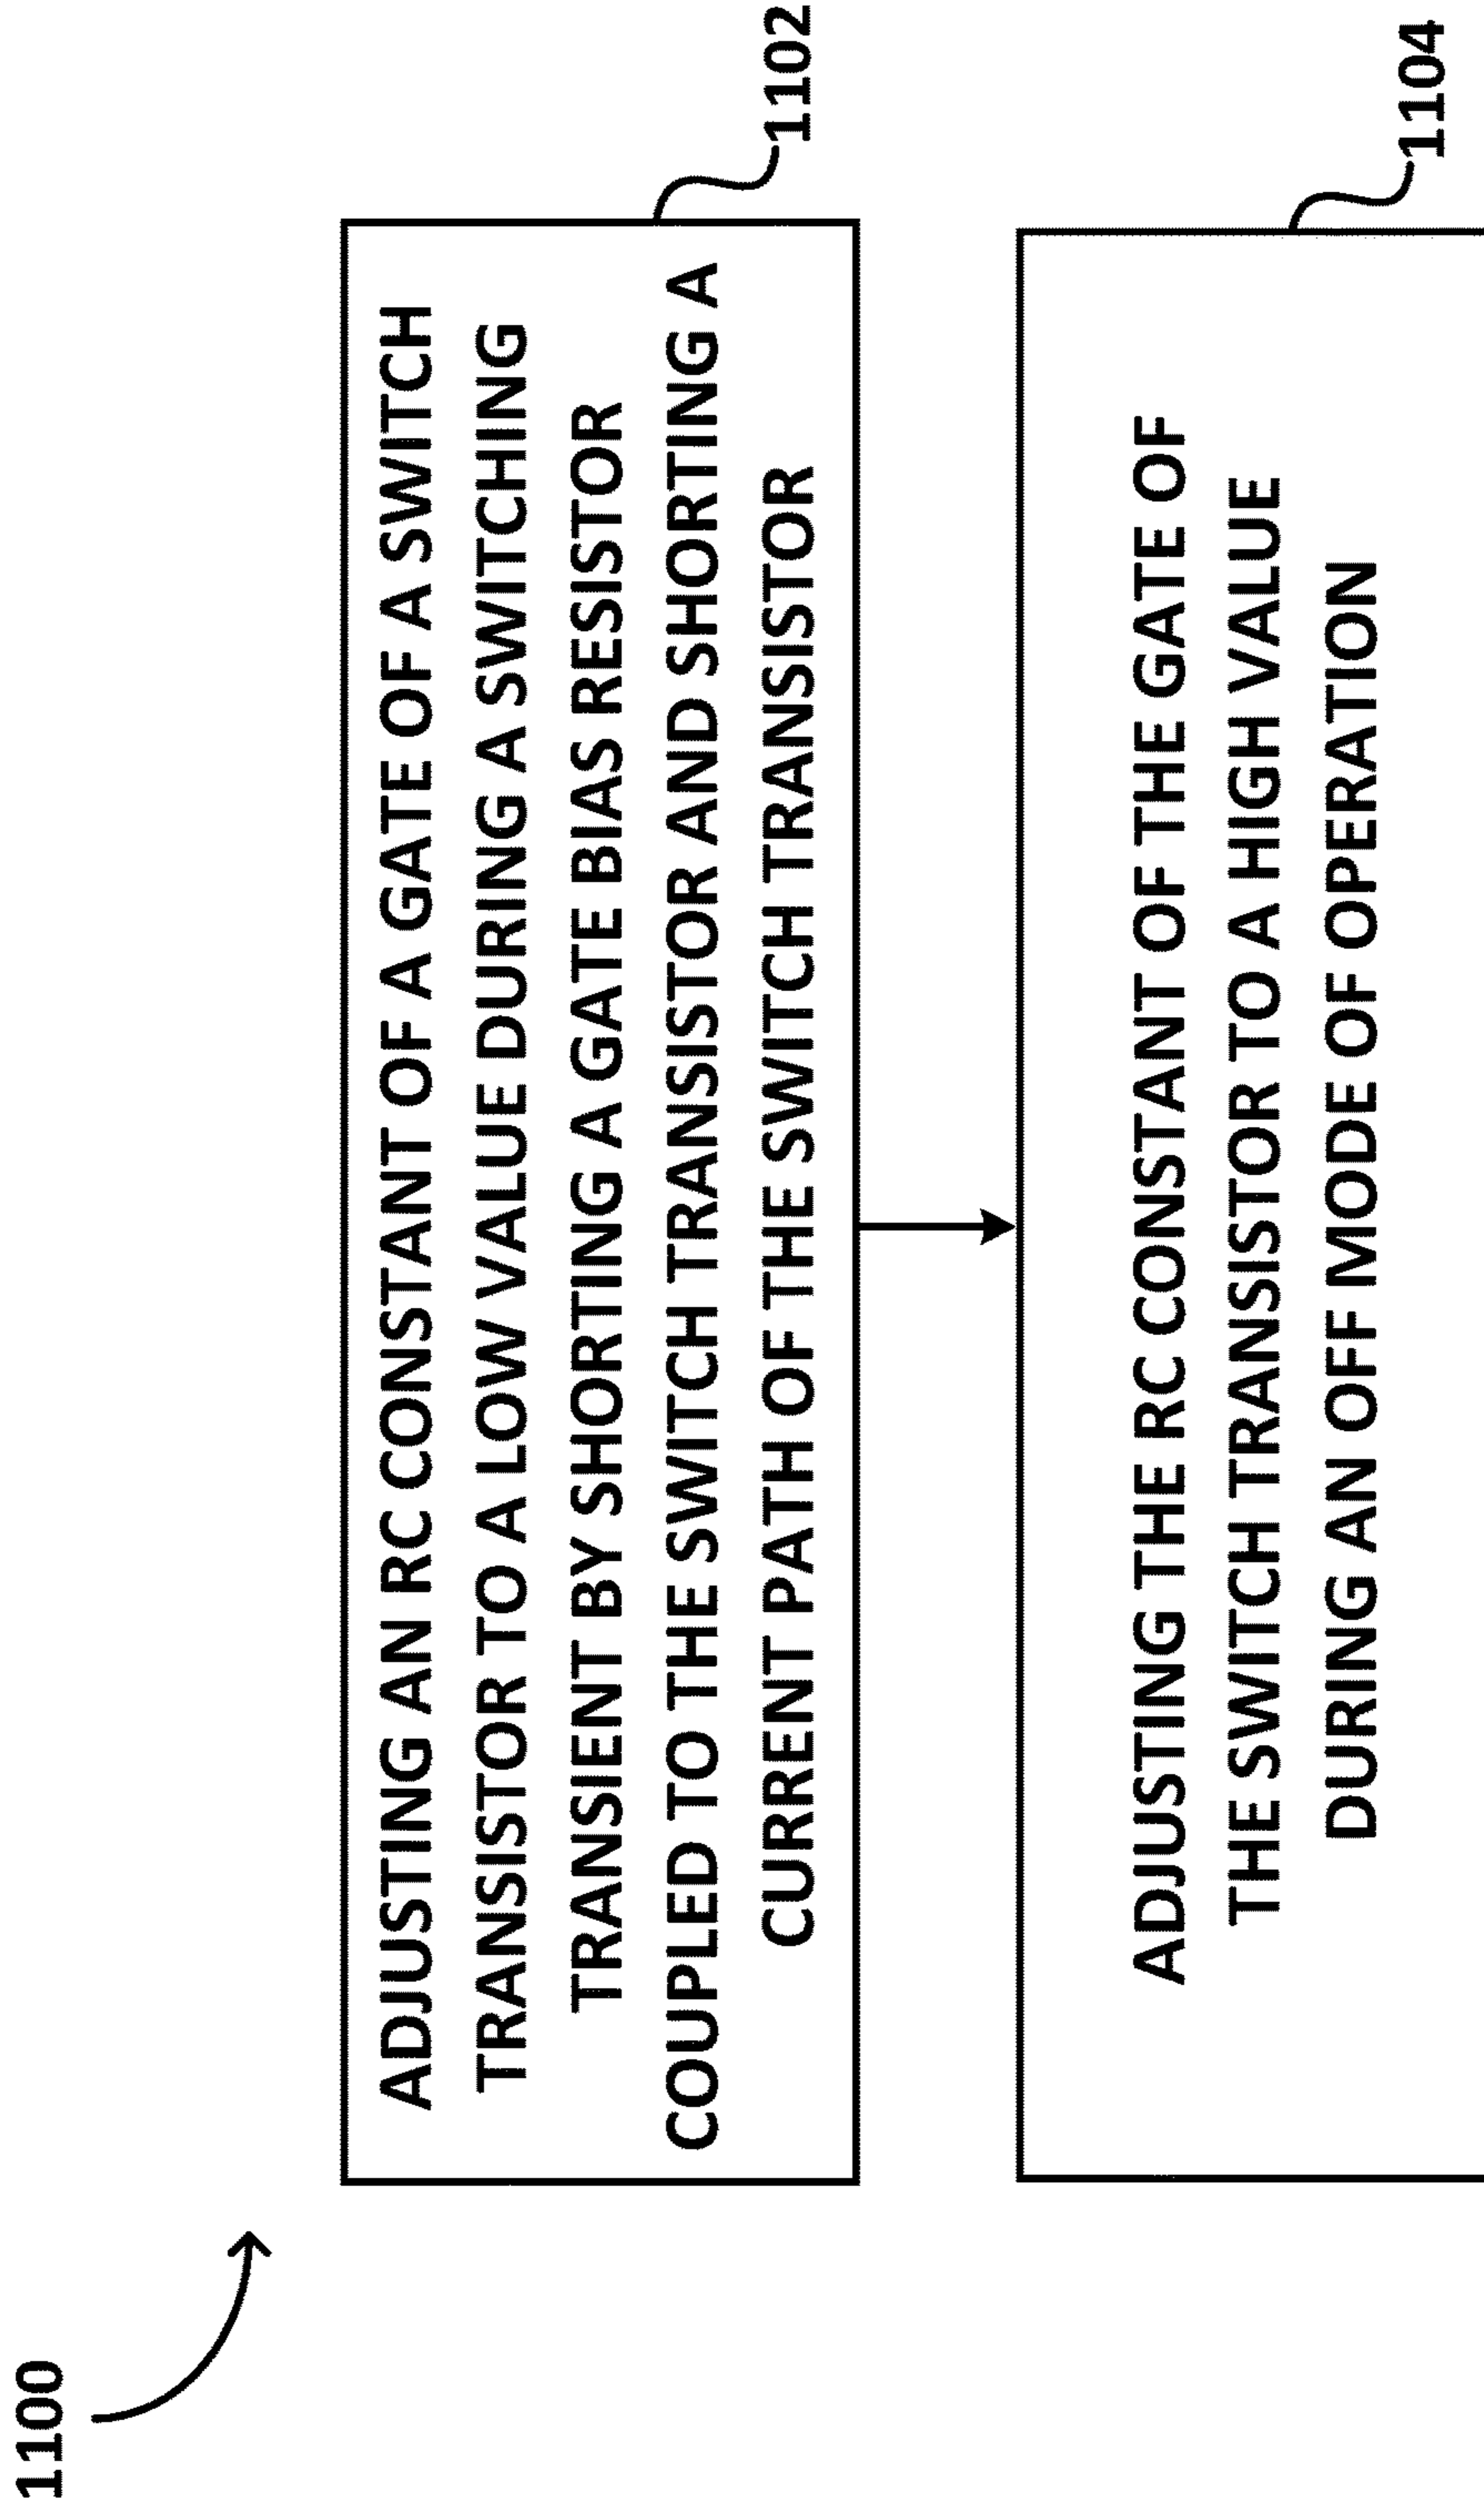 1100
ADJUSTING AN RC CONSTANT OF A GATE OF A SWITCH
TRANSISTOR TO A LOW VALUE DURING A SWITCHING
TRANSIENT BY SHORTING A GATE BIAS RESISTOR
COUPLED TO THE SWITCH TRANSISTOR AND SHORTING A
CURRENT PATH OF THE SWITCH TRANSISTOR
1102
ADJUSTING THE RC CONSTANT OF THE GATE OF
THE SWITCH TRANSISTOR TO A HIGH VALUE
DURING AN OFF MODE OF OPERATION
1104